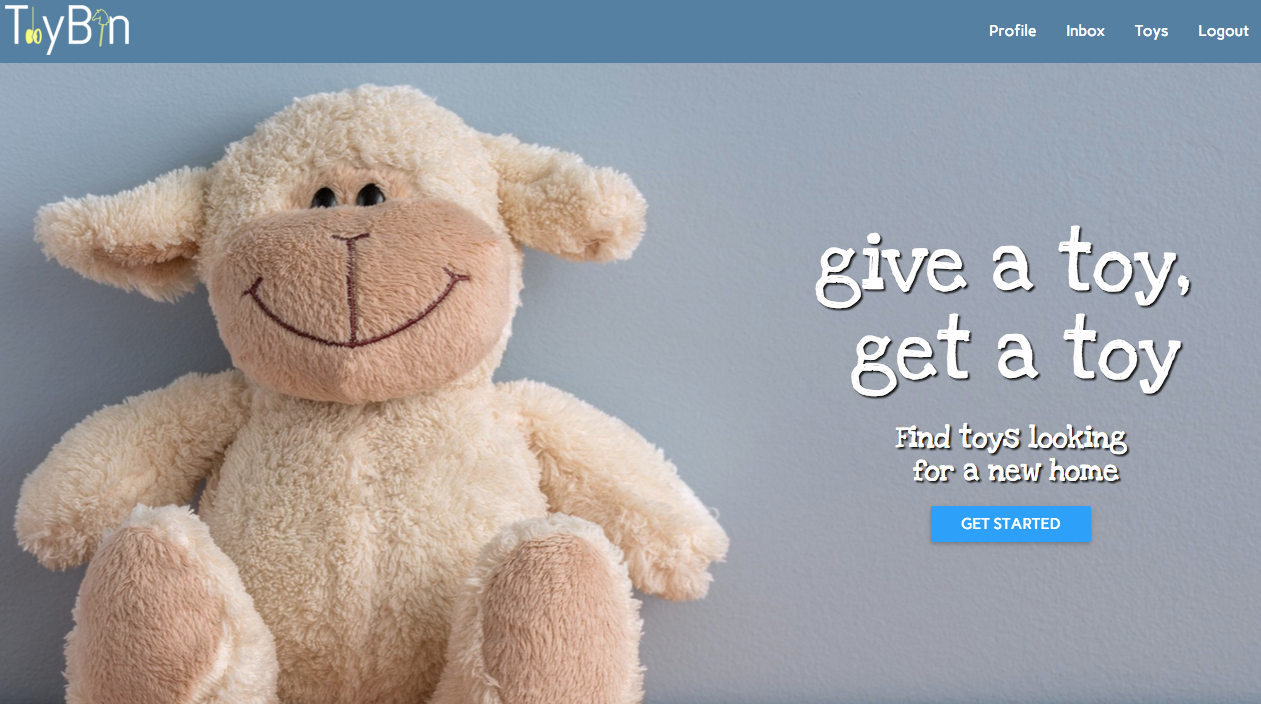 ToyBin
Profile Inbox Toys Logout
give a toy,
get a toy
Find toys looking
for a new home
GET STARTED